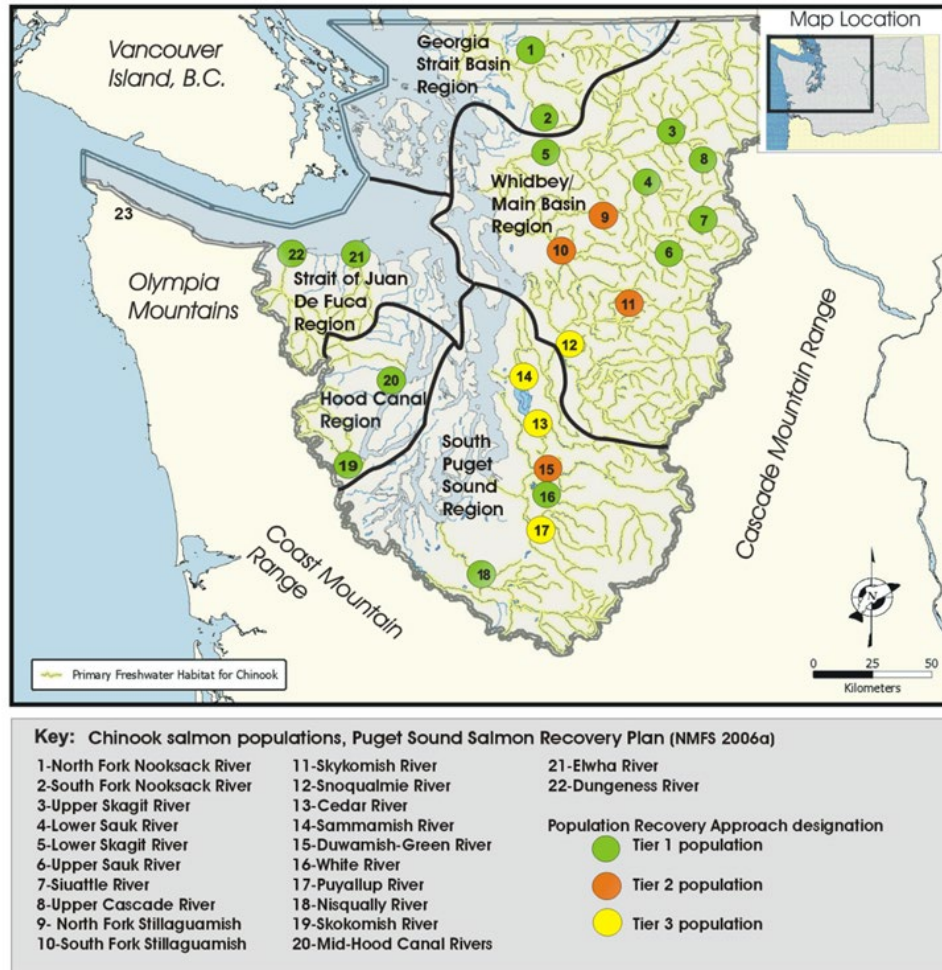 Map Location
Vancouver
Island, B.C.
Georgia
Strait Basin
Region
1
2
3
5
8
4
Whidbey/
Main Basin
Region
9
7
10
6
23
22
21
Olympia
Mountains
Strait of Juan
De Fuca
Region
11
12
14
20
Hood Canal
Region
13
South
Puget
Sound
Region
19
15
16
17
18
Cascade Mountain Range
Coast Mountain
Range
N
Primary Freshwater Habitat for Chinook
0 25 50
Kilometers
Key: Chinook salmon populations, Puget Sound Salmon Recovery Plan (NMFS 2006a)
1-North Fork Nooksack River
2-South Fork Nooksack River
3-Upper Skagit River
4-Lower Sauk River
5-Lower Skagit River
6-Upper Sauk River
7-Siuattle River
8-Upper Cascade River
9- North Fork Stillaguamish
10-South Fork Stillaguamish
11-Skykomish River
12-Snoqualmie River
13-Cedar River
14-Sammamish River
15-Duwamish-Green River
16-White River
17-Puyallup River
18-Nisqually River
19-Skokomish River
20-Mid-Hood Canal Rivers
21-Elwha River
22-Dungeness River
Population Recovery Approach designation
Tier 1 population
Tier 2 population
Tier 3 population